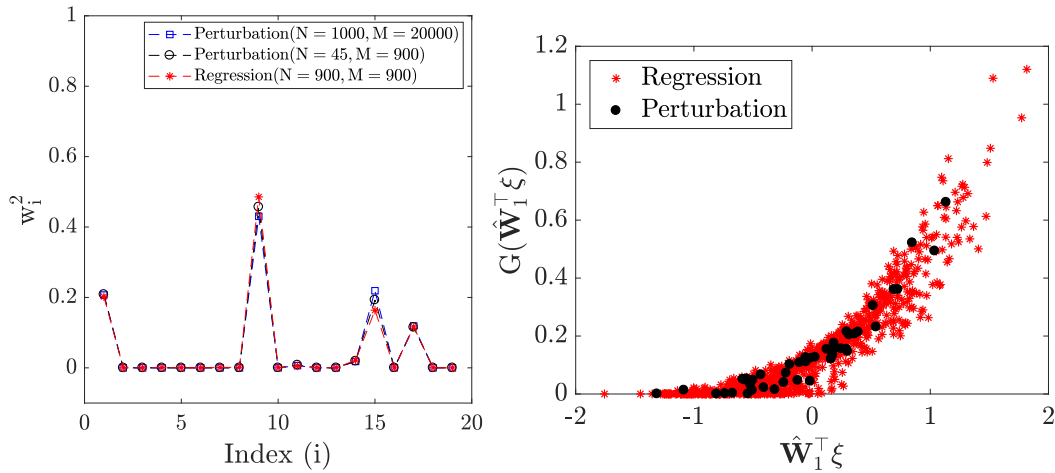 1
0.8
0.6
0.4
0.2
0
0 5 10 15 20
w_i^2
Index (i)
Perturbation(N = 1000, M = 20000)
Perturbation(N = 45, M = 900)
Regression(N = 900, M = 900)
1.2
1
0.8
0.6
0.4
0.2
0
-2 -1 0 1 2
G(Ŵ_1^⊤ξ)
Ŵ_1^⊤ξ
Regression
Perturbation